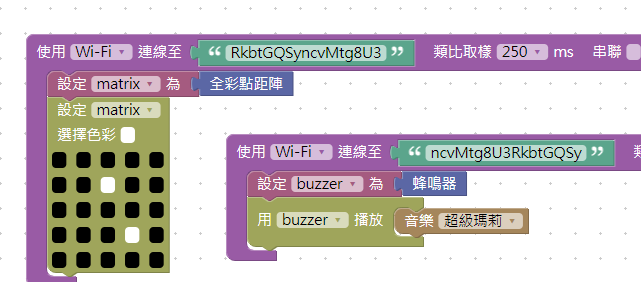 使用 Wi-Fi 連線至 “ RkbtGQSyncvMtg8U3 ” 類比取樣 250 ms 串聯
設定 matrix 為 全彩點距陣
設定 matrix
選擇色彩
使用 Wi-Fi 連線至 “ ncvMtg8U3RkbtGQSy ”
設定 buzzer 為 蜂鳴器
用 buzzer 播放 音樂 超級瑪莉